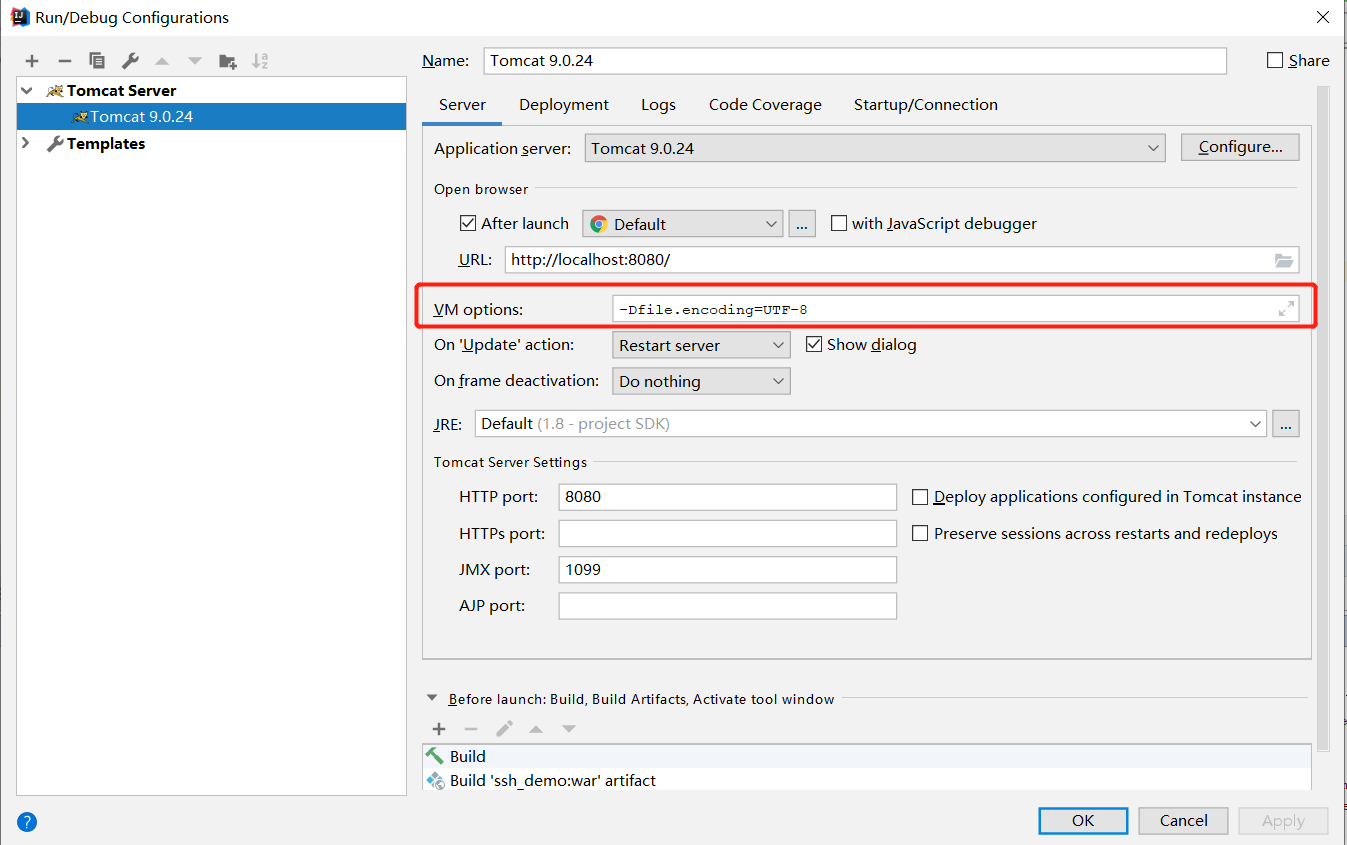 Run/Debug Configurations
Name: Tomcat 9.0.24 Share
Tomcat Server
Tomcat 9.0.24
Templates
Server Deployment Logs Code Coverage Startup/Connection
Application server: Tomcat 9.0.24 Configure...
Open browser
After launch Default ... with JavaScript debugger
URL: http://localhost:8080/
VM options: -Dfile.encoding=UTF-8
On 'Update' action: Restart server Show dialog
On frame deactivation: Do nothing
JRE: Default (1.8 - project SDK) ...
Tomcat Server Settings
HTTP port: 8080 Deploy applications configured in Tomcat instance
HTTPs port: Preserve sessions across restarts and redeploys
JMX port: 1099
AJP port:
Before launch: Build, Build Artifacts, Activate tool window
Build
Build 'ssh_demo:war' artifact
? OK Cancel Apply